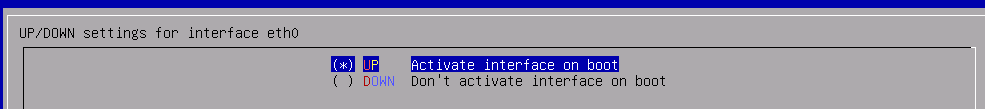 UP/DOWN settings for interface eth0
(*) UP Activate interface on boot
( ) DOWN Don't activate interface on boot